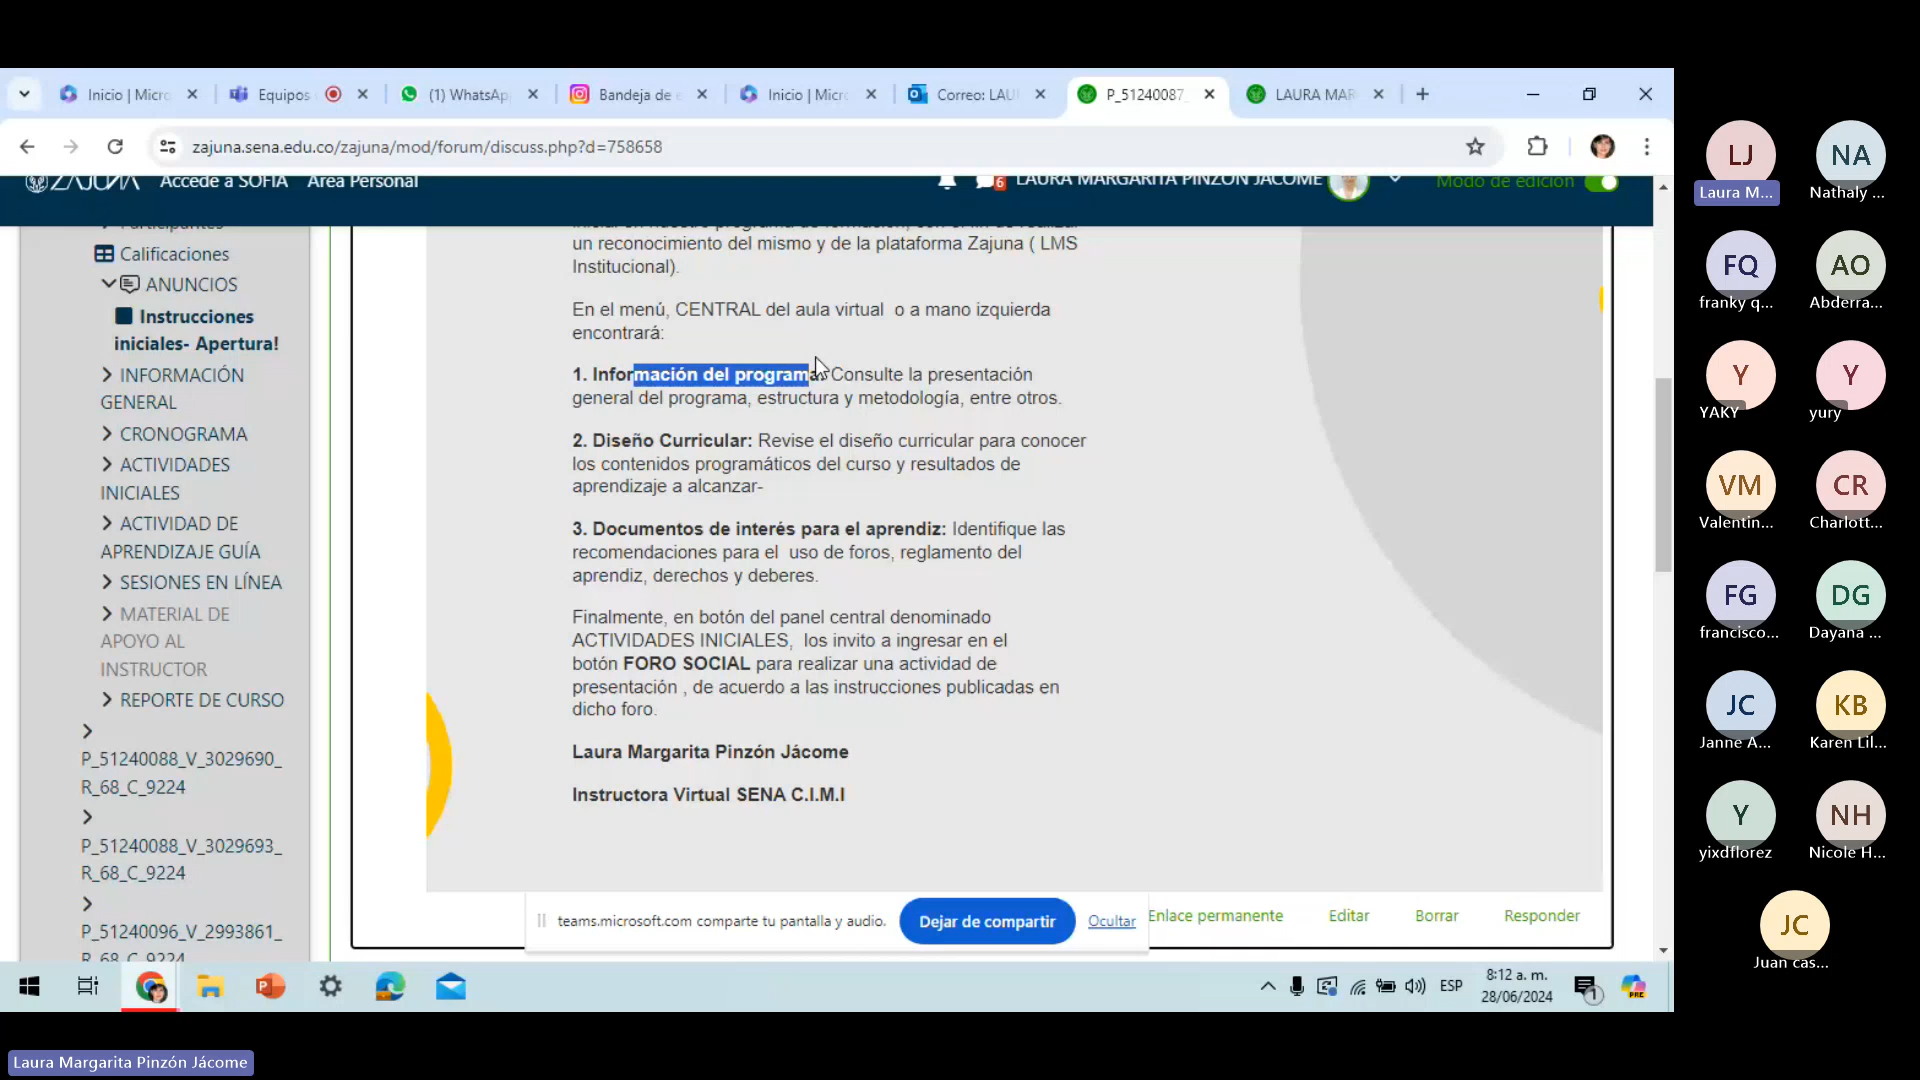 Inicio | Micro
Equipos
(1) WhatsAp
Bandeja de e
Inicio | Micro
Correo: LAU
P_51240087_
LAURA MAR
zajuna.sena.edu.co/zajuna/mod/forum/discuss.php?d=758658
ZAJUNA
Accede a SOFIA
Área Personal
6
LAURA MARGARITA PINZÓN JÁCOME
Modo de edición
Participantes
Calificaciones
ANUNCIOS
Instrucciones
iniciales- Apertura!
INFORMACIÓN
GENERAL
CRONOGRAMA
ACTIVIDADES
INICIALES
ACTIVIDAD DE
APRENDIZAJE GUÍA
SESIONES EN LÍNEA
MATERIAL DE
APOYO AL
INSTRUCTOR
REPORTE DE CURSO
P_51240088_V_3029690_
R_68_C_9224
P_51240088_V_3029693_
R_68_C_9224
P_51240096_V_2993861_
R_68_C_9224
un reconocimiento del mismo y de la plataforma Zajuna ( LMS
Institucional).
En el menú, CENTRAL del aula virtual o a mano izquierda
encontrará:
1. Información del programa: Consulte la presentación
general del programa, estructura y metodología, entre otros.
2. Diseño Curricular: Revise el diseño curricular para conocer
los contenidos programáticos del curso y resultados de
aprendizaje a alcanzar-
3. Documentos de interés para el aprendiz: Identifique las
recomendaciones para el uso de foros, reglamento del
aprendiz, derechos y deberes.
Finalmente, en botón del panel central denominado
ACTIVIDADES INICIALES, los invito a ingresar en el
botón FORO SOCIAL para realizar una actividad de
presentación , de acuerdo a las instrucciones publicadas en
dicho foro.
Laura Margarita Pinzón Jácome
Instructora Virtual SENA C.I.M.I
teams.microsoft.com comparte tu pantalla y audio.
Dejar de compartir
Ocultar
Enlace permanente
Editar
Borrar
Responder
ESP
8:12 a. m.
28/06/2024
1
PRE
LJ
Laura M...
NA
Nathaly ...
FQ
franky q...
AO
Abderra...
Y
YAKY
Y
yury
VM
Valentin...
CR
Charlott...
FG
francisco...
DG
Dayana ...
JC
Janne A...
KB
Karen Lil...
Y
yixdflorez
NH
Nicole H...
JC
Juan cas...
Laura Margarita Pinzón Jácome